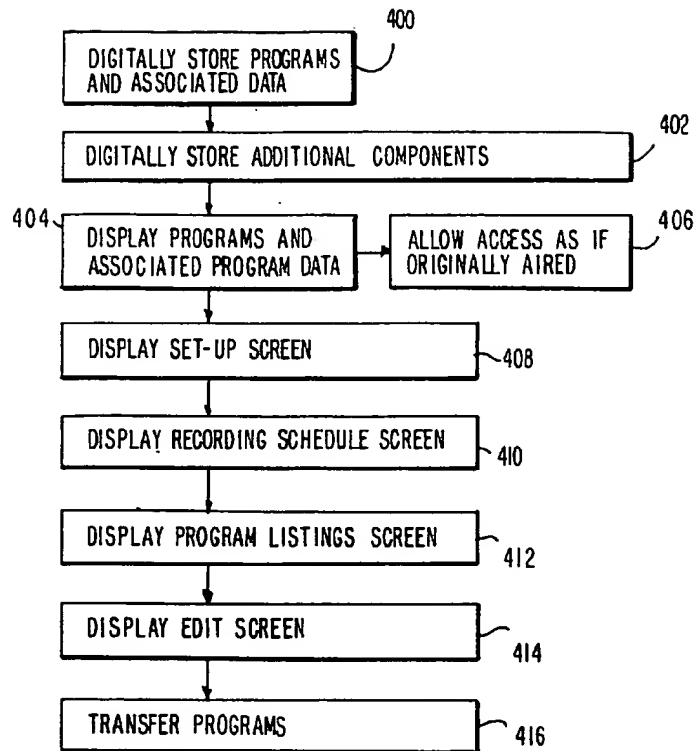 400
DIGITALLY STORE PROGRAMS
AND ASSOCIATED DATA
402
DIGITALLY STORE ADDITIONAL COMPONENTS
404
DISPLAY PROGRAMS AND
ASSOCIATED PROGRAM DATA
406
ALLOW ACCESS AS IF
ORIGINALLY AIRED
DISPLAY SET-UP SCREEN
408
DISPLAY RECORDING SCHEDULE SCREEN
410
DISPLAY PROGRAM LISTINGS SCREEN
412
DISPLAY EDIT SCREEN
414
TRANSFER PROGRAMS
416